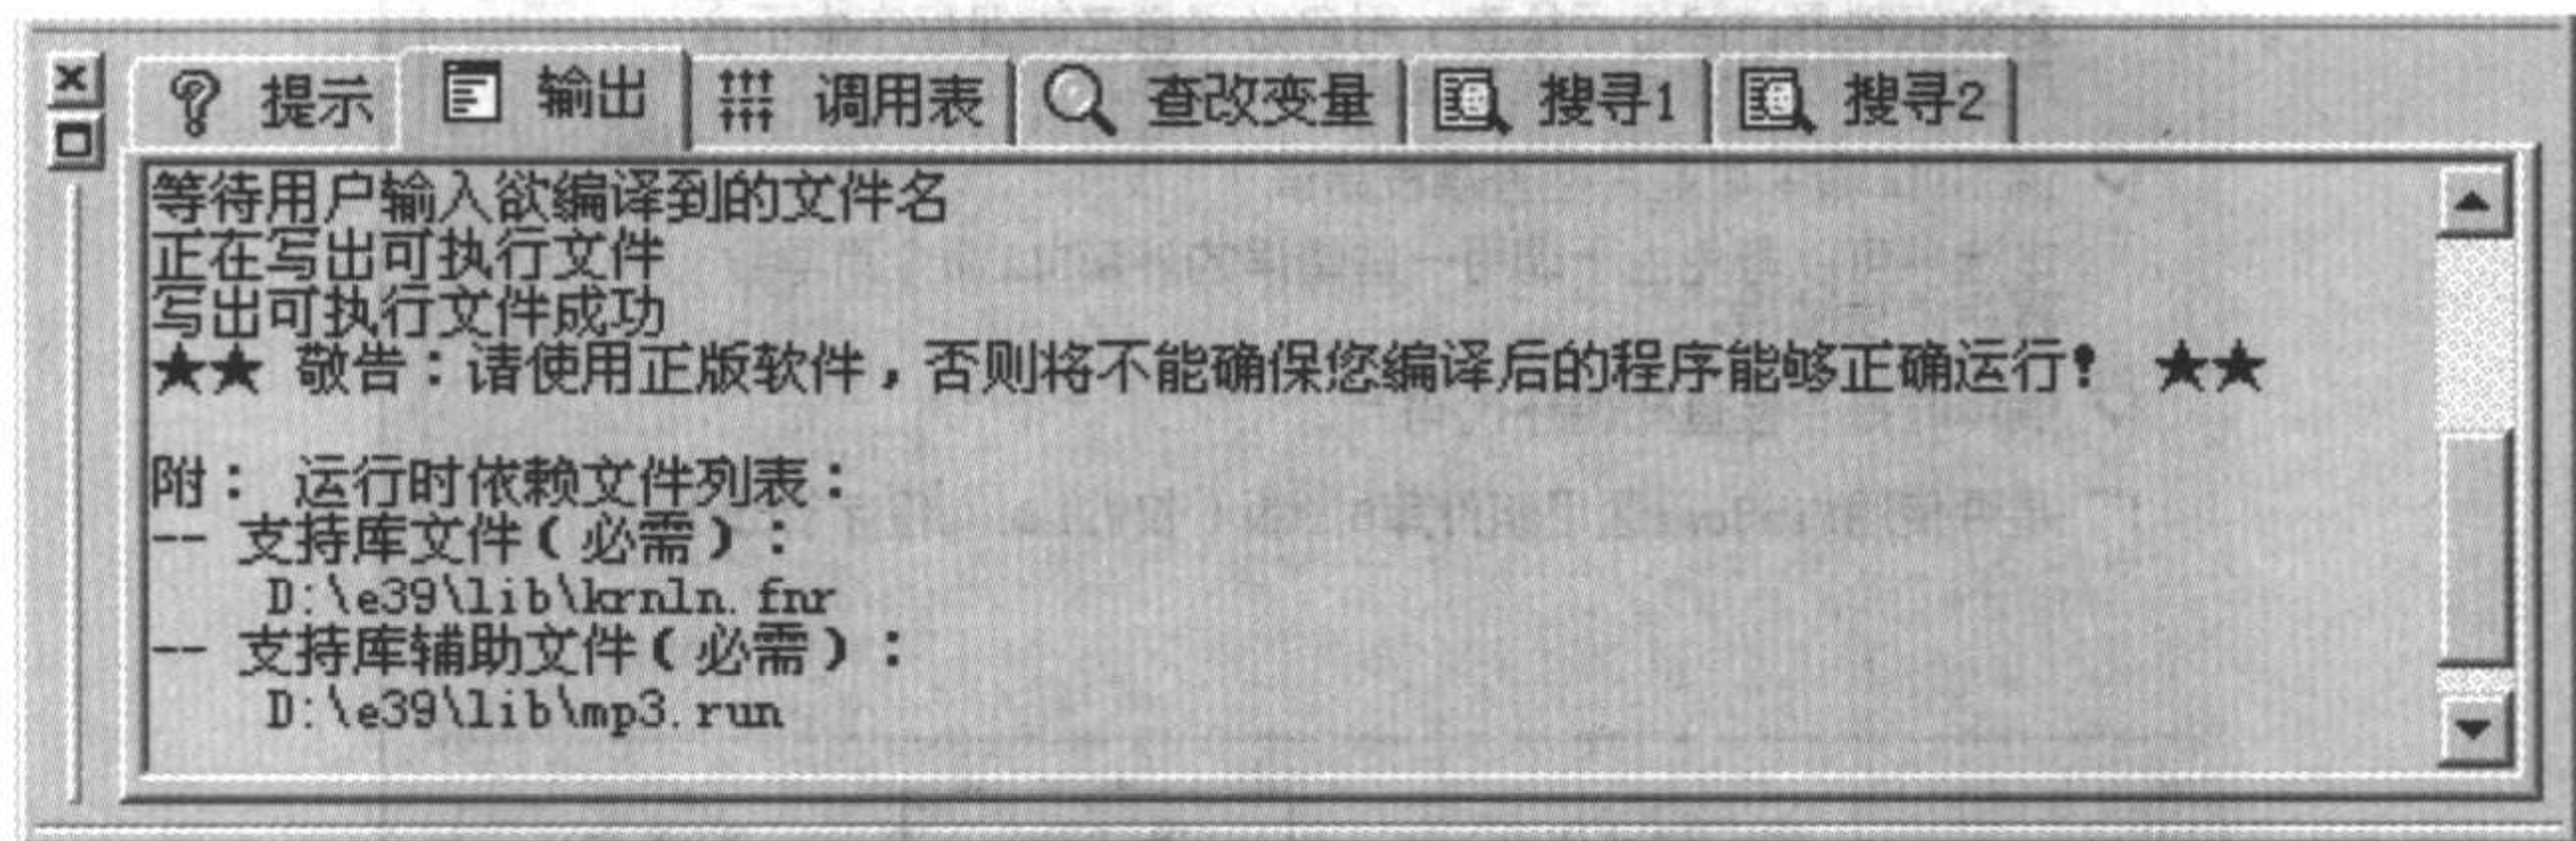 提示 输出 调用表 查改变量 搜寻1 搜寻2
等待用户输入欲编译到的文件名
正在写出可执行文件
写出可执行文件成功
★★ 敬告：请使用正版软件，否则将不能确保您编译后的程序能够正确运行！ ★★
附： 运行时依赖文件列表：
-- 支持库文件(必需)：
D:\e39\lib\krnln.fnr
-- 支持库辅助文件(必需)：
D:\e39\lib\mp3.run